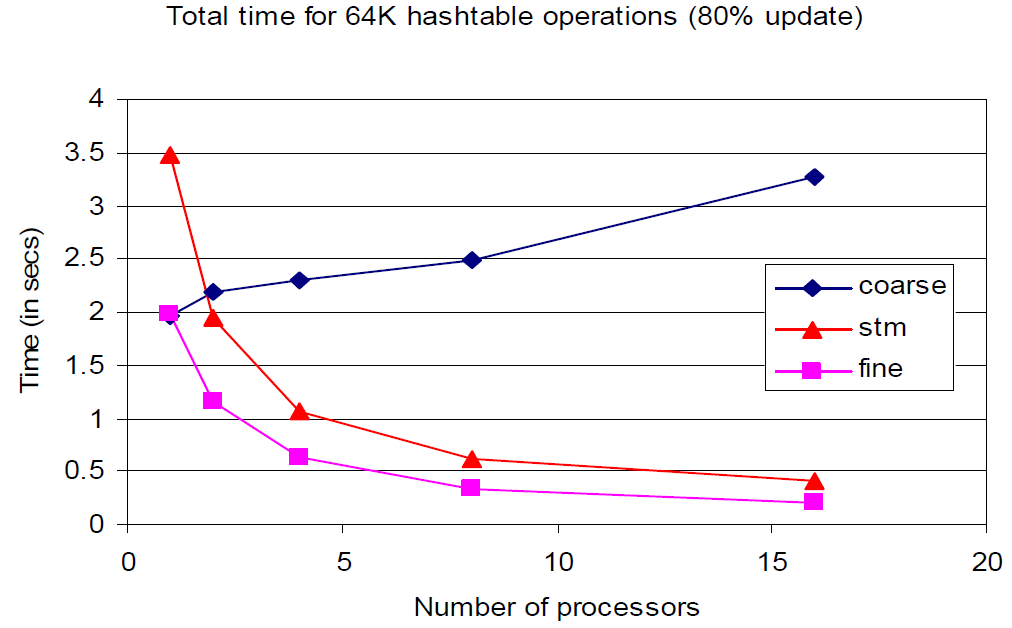 Total time for 64K hashtable operations (80% update)
4
3.5
3
2.5
2
1.5
1
0.5
0
Time (in secs)
coarse
stm
fine
0 5 10 15 20
Number of processors